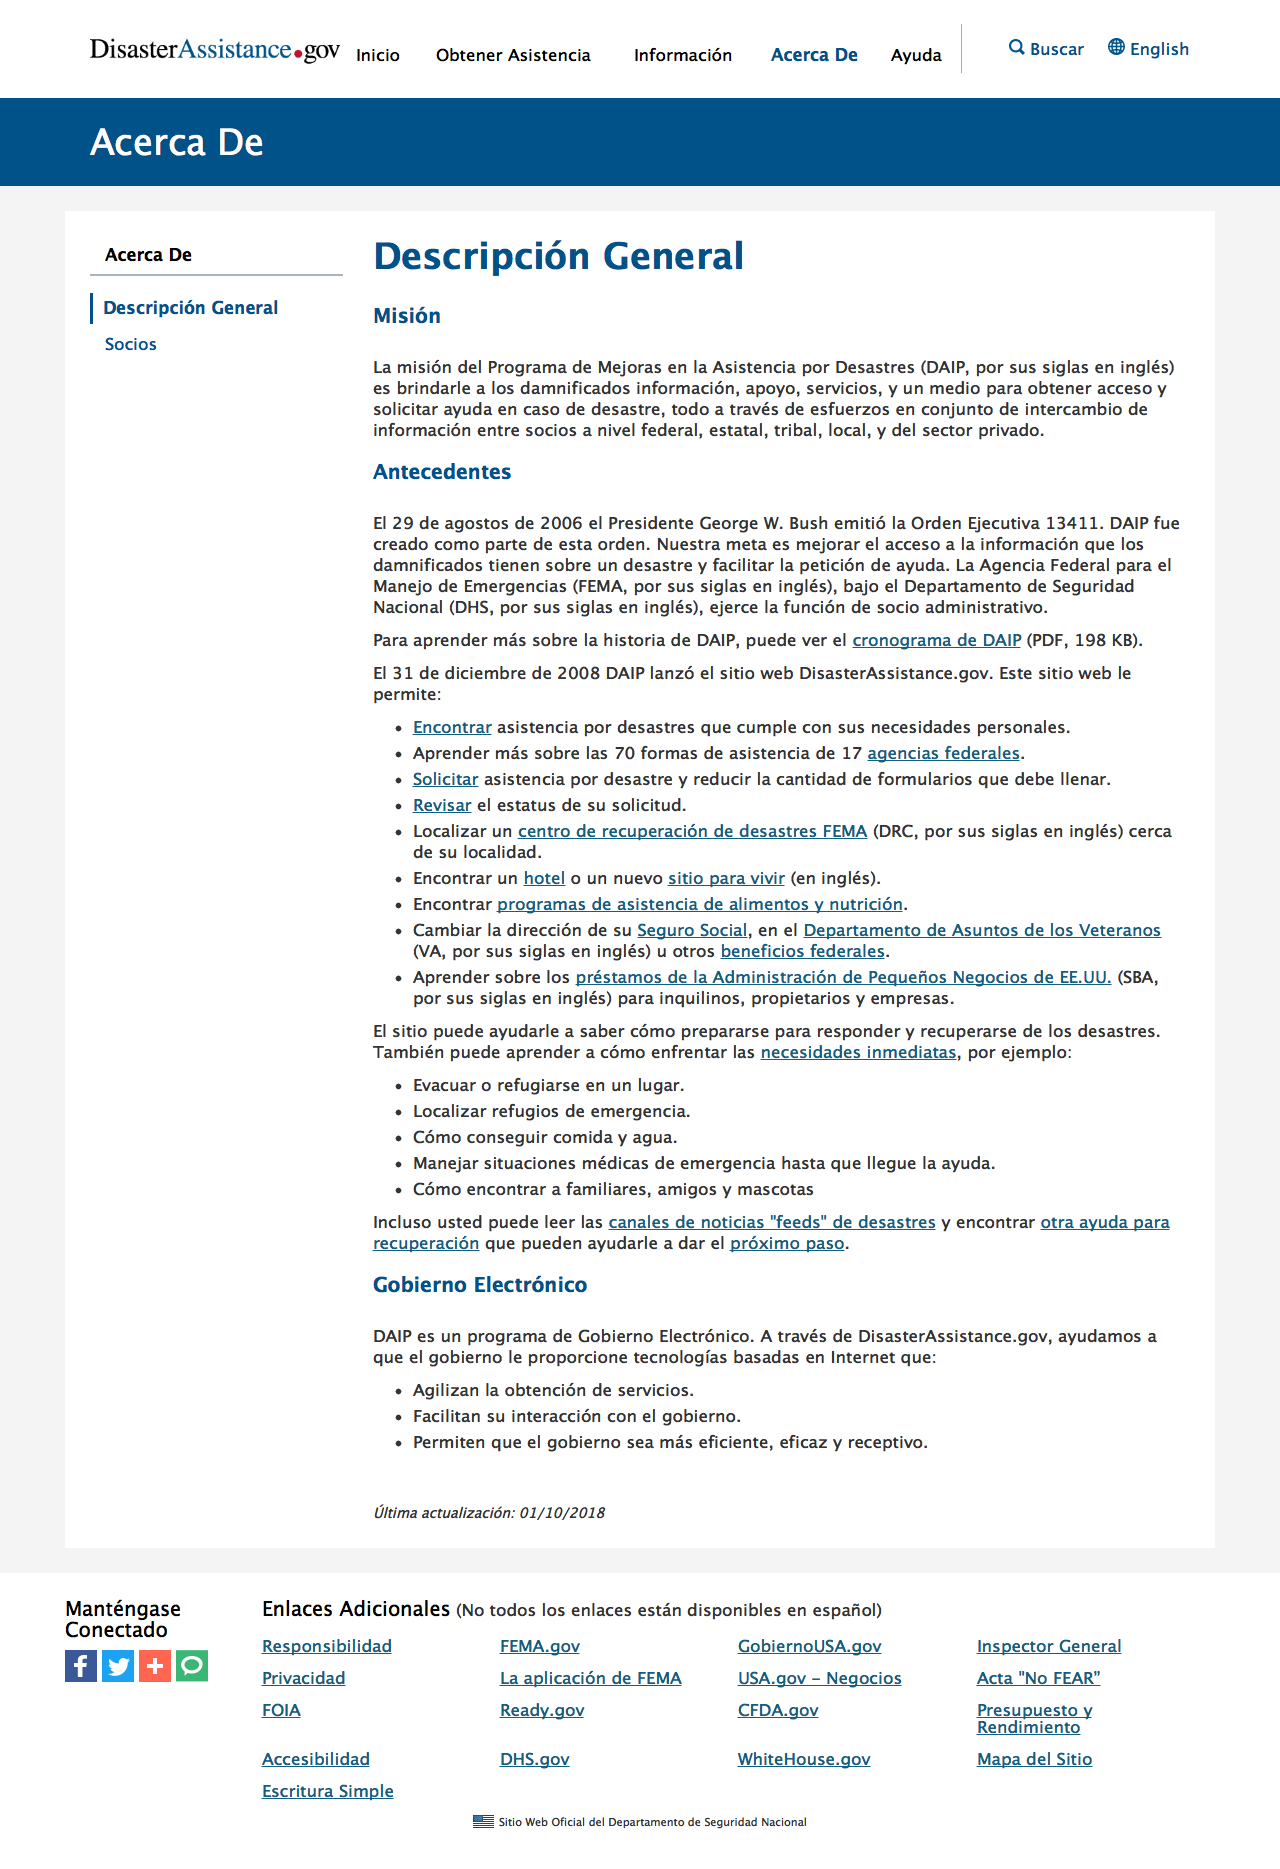 DisasterAssistance.gov Inicio Obtener Asistencia Información Acerca De Ayuda Buscar English
Acerca De
Acerca De
Descripción General
Socios
Descripción General
Misión
La misión del Programa de Mejoras en la Asistencia por Desastres (DAIP, por sus siglas en inglés)
es brindarle a los damnificados información, apoyo, servicios, y un medio para obtener acceso y
solicitar ayuda en caso de desastre, todo a través de esfuerzos en conjunto de intercambio de
información entre socios a nivel federal, estatal, tribal, local, y del sector privado.
Antecedentes
El 29 de agostos de 2006 el Presidente George W. Bush emitió la Orden Ejecutiva 13411. DAIP fue
creado como parte de esta orden. Nuestra meta es mejorar el acceso a la información que los
damnificados tienen sobre un desastre y facilitar la petición de ayuda. La Agencia Federal para el
Manejo de Emergencias (FEMA, por sus siglas en inglés), bajo el Departamento de Seguridad
Nacional (DHS, por sus siglas en inglés), ejerce la función de socio administrativo.
Para aprender más sobre la historia de DAIP, puede ver el cronograma de DAIP (PDF, 198 KB).
El 31 de diciembre de 2008 DAIP lanzó el sitio web DisasterAssistance.gov. Este sitio web le
permite:
• Encontrar asistencia por desastres que cumple con sus necesidades personales.
• Aprender más sobre las 70 formas de asistencia de 17 agencias federales.
• Solicitar asistencia por desastre y reducir la cantidad de formularios que debe llenar.
• Revisar el estatus de su solicitud.
• Localizar un centro de recuperación de desastres FEMA (DRC, por sus siglas en inglés) cerca
de su localidad.
• Encontrar un hotel o un nuevo sitio para vivir (en inglés).
• Encontrar programas de asistencia de alimentos y nutrición.
• Cambiar la dirección de su Seguro Social, en el Departamento de Asuntos de los Veteranos
(VA, por sus siglas en inglés) u otros beneficios federales.
• Aprender sobre los préstamos de la Administración de Pequeños Negocios de EE.UU. (SBA,
por sus siglas en inglés) para inquilinos, propietarios y empresas.
El sitio puede ayudarle a saber cómo prepararse para responder y recuperarse de los desastres.
También puede aprender a cómo enfrentar las necesidades inmediatas, por ejemplo:
• Evacuar o refugiarse en un lugar.
• Localizar refugios de emergencia.
• Cómo conseguir comida y agua.
• Manejar situaciones médicas de emergencia hasta que llegue la ayuda.
• Cómo encontrar a familiares, amigos y mascotas
Incluso usted puede leer las canales de noticias "feeds" de desastres y encontrar otra ayuda para
recuperación que pueden ayudarle a dar el próximo paso.
Gobierno Electrónico
DAIP es un programa de Gobierno Electrónico. A través de DisasterAssistance.gov, ayudamos a
que el gobierno le proporcione tecnologías basadas en Internet que:
• Agilizan la obtención de servicios.
• Facilitan su interacción con el gobierno.
• Permiten que el gobierno sea más eficiente, eficaz y receptivo.
Última actualización: 01/10/2018
Manténgase
Conectado
Enlaces Adicionales (No todos los enlaces están disponibles en español)
Responsibilidad FEMA.gov GobiernoUSA.gov Inspector General
Privacidad La aplicación de FEMA USA.gov – Negocios Acta "No FEAR”
FOIA Ready.gov CFDA.gov Presupuesto y
Rendimiento
Accesibilidad DHS.gov WhiteHouse.gov Mapa del Sitio
Escritura Simple
Sitio Web Oficial del Departamento de Seguridad Nacional